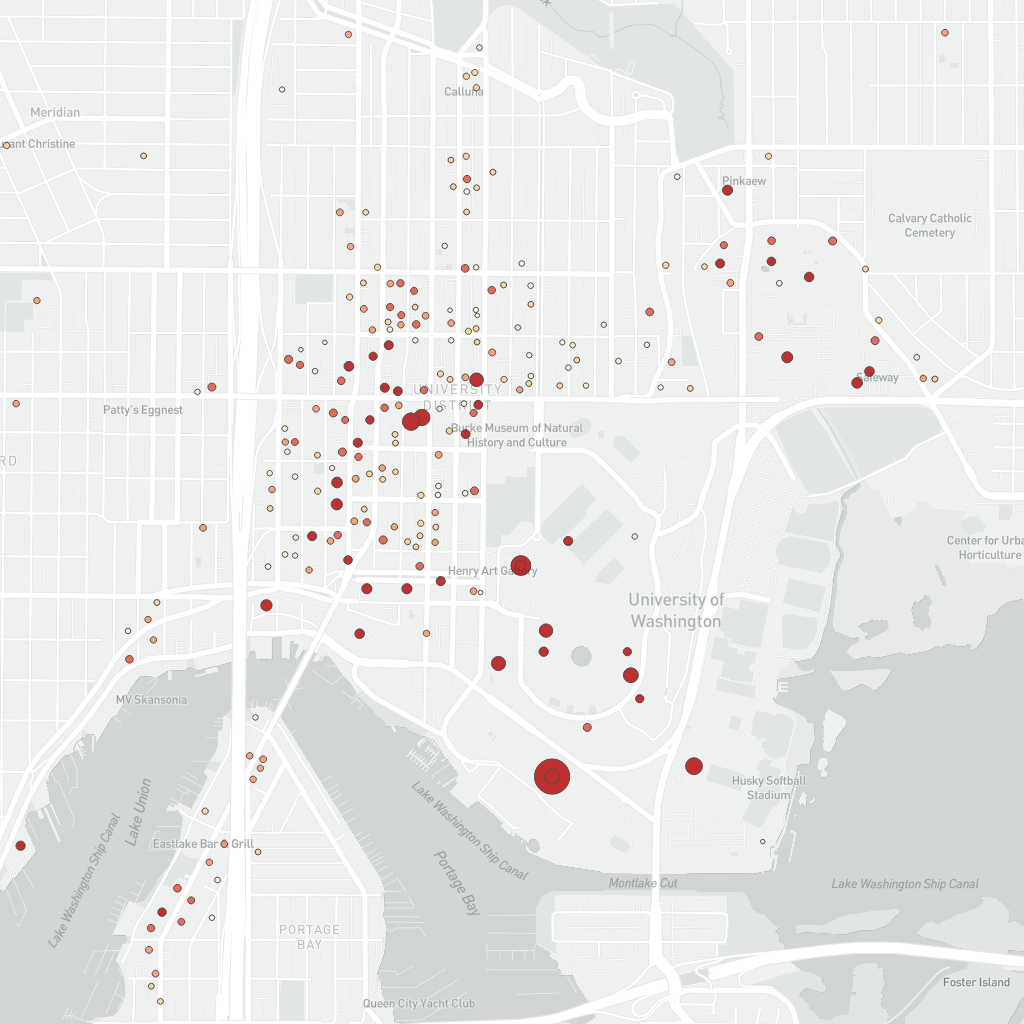 Calluna
Meridian
urant Christine
Pinkaew
Calvary Catholic
Cemetery
Safeway
UNIVERSITY
DISTRICT
Patty's Eggnest
Burke Museum of Natural
History and Culture
RD
Center for Urba
Horticulture
Henry Art Gallery
University of
Washington
MV Skansonia
Husky Softball
Stadium
Lake Union
Lake Washington Ship Canal
Eastlake Bar & Grill
Lake Washington Ship Canal
Portage Bay
Montlake Cut
Lake Washington Ship Canal
PORTAGE
BAY
Foster Island
Queen City Yacht Club